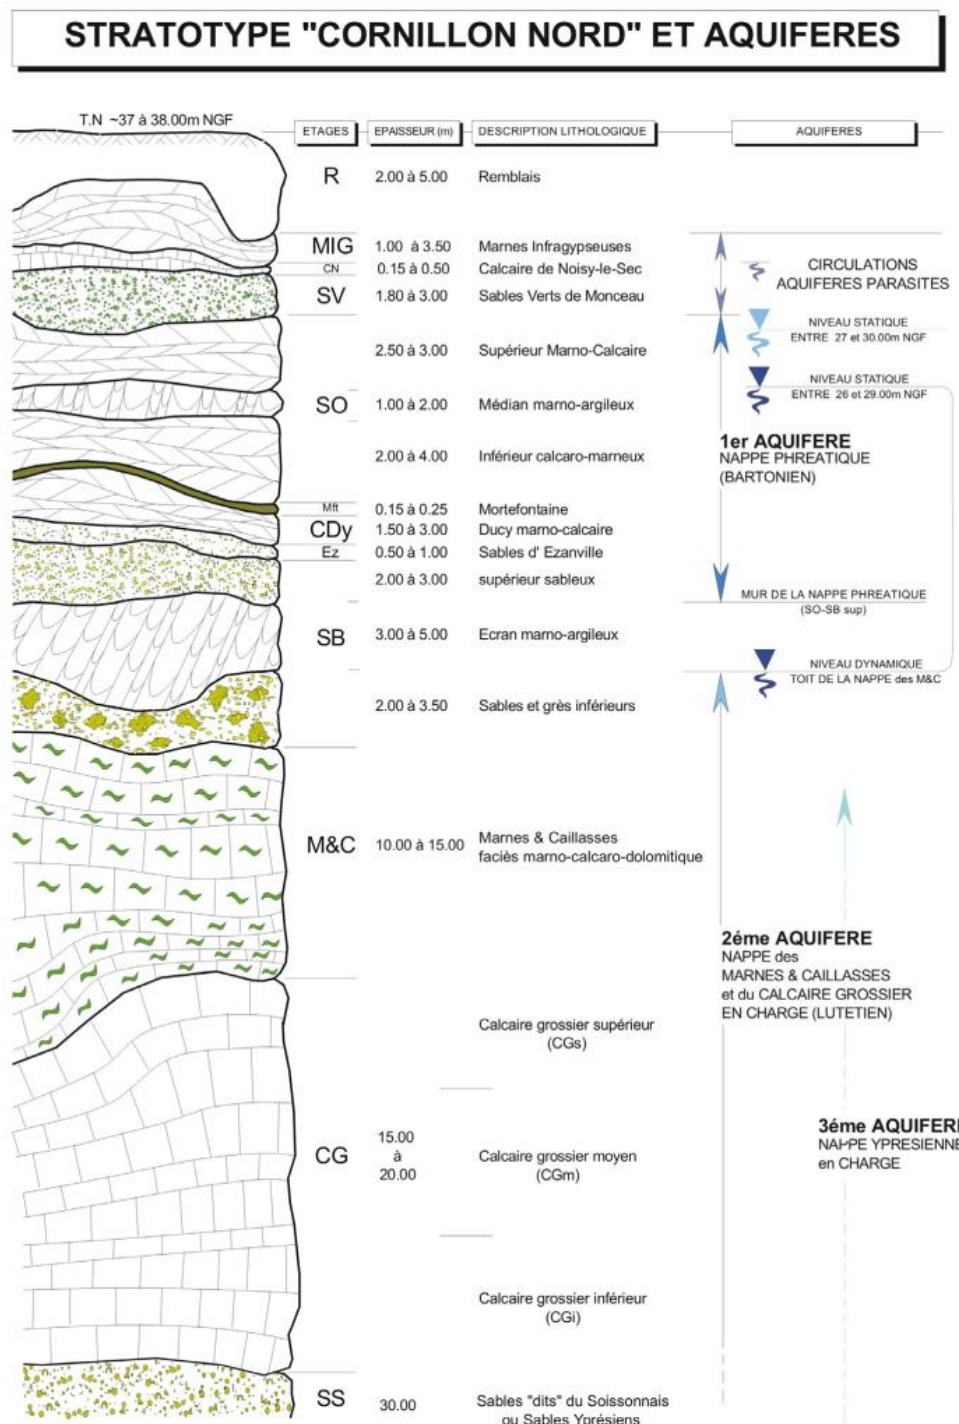 STRATOTYPE "CORNILLON NORD" ET AQUIFERES
T.N ~37 à 38.00m NGF
ETAGES EPAISSEUR (m) DESCRIPTION LITHOLOGIQUE AQUIFERES
R 2.00 à 5.00 Remblais
MIG 1.00 à 3.50 Marnes Infragypseuses
CN 0.15 à 0.50 Calcaire de Noisy-le-Sec
SV 1.80 à 3.00 Sables Verts de Monceau
CIRCULATIONS
AQUIFERES PARASITES
NIVEAU STATIQUE
ENTRE 27 et 30.00m NGF
2.50 à 3.00 Supérieur Marno-Calcaire
NIVEAU STATIQUE
ENTRE 26 et 29.00m NGF
SO 1.00 à 2.00 Médian marno-argileux
1er AQUIFERE
NAPPE PHREATIQUE
(BARTONIEN)
2.00 à 4.00 Inférieur calcaro-marneux
Mft 0.15 à 0.25 Mortefontaine
CDy 1.50 à 3.00 Ducy marno-calcaire
Ez 0.50 à 1.00 Sables d' Ezanville
2.00 à 3.00 supérieur sableux
MUR DE LA NAPPE PHREATIQUE
(SO-SB sup)
SB 3.00 à 5.00 Ecran marno-argileux
NIVEAU DYNAMIQUE
TOIT DE LA NAPPE des M&C
2.00 à 3.50 Sables et grès inférieurs
M&C 10.00 à 15.00 Marnes & Caillasses
faciès marno-calcaro-dolomitique
2éme AQUIFERE
NAPPE des
MARNES & CAILLASSES
et du CALCAIRE GROSSIER
EN CHARGE (LUTETIEN)
Calcaire grossier supérieur
(CGs)
3éme AQUIFERE
NAPPE YPRESIENNE
en CHARGE
CG 15.00
à
20.00
Calcaire grossier moyen
(CGm)
Calcaire grossier inférieur
(CGi)
SS 30.00 Sables "dits" du Soissonnais
ou Sables Yprésiens